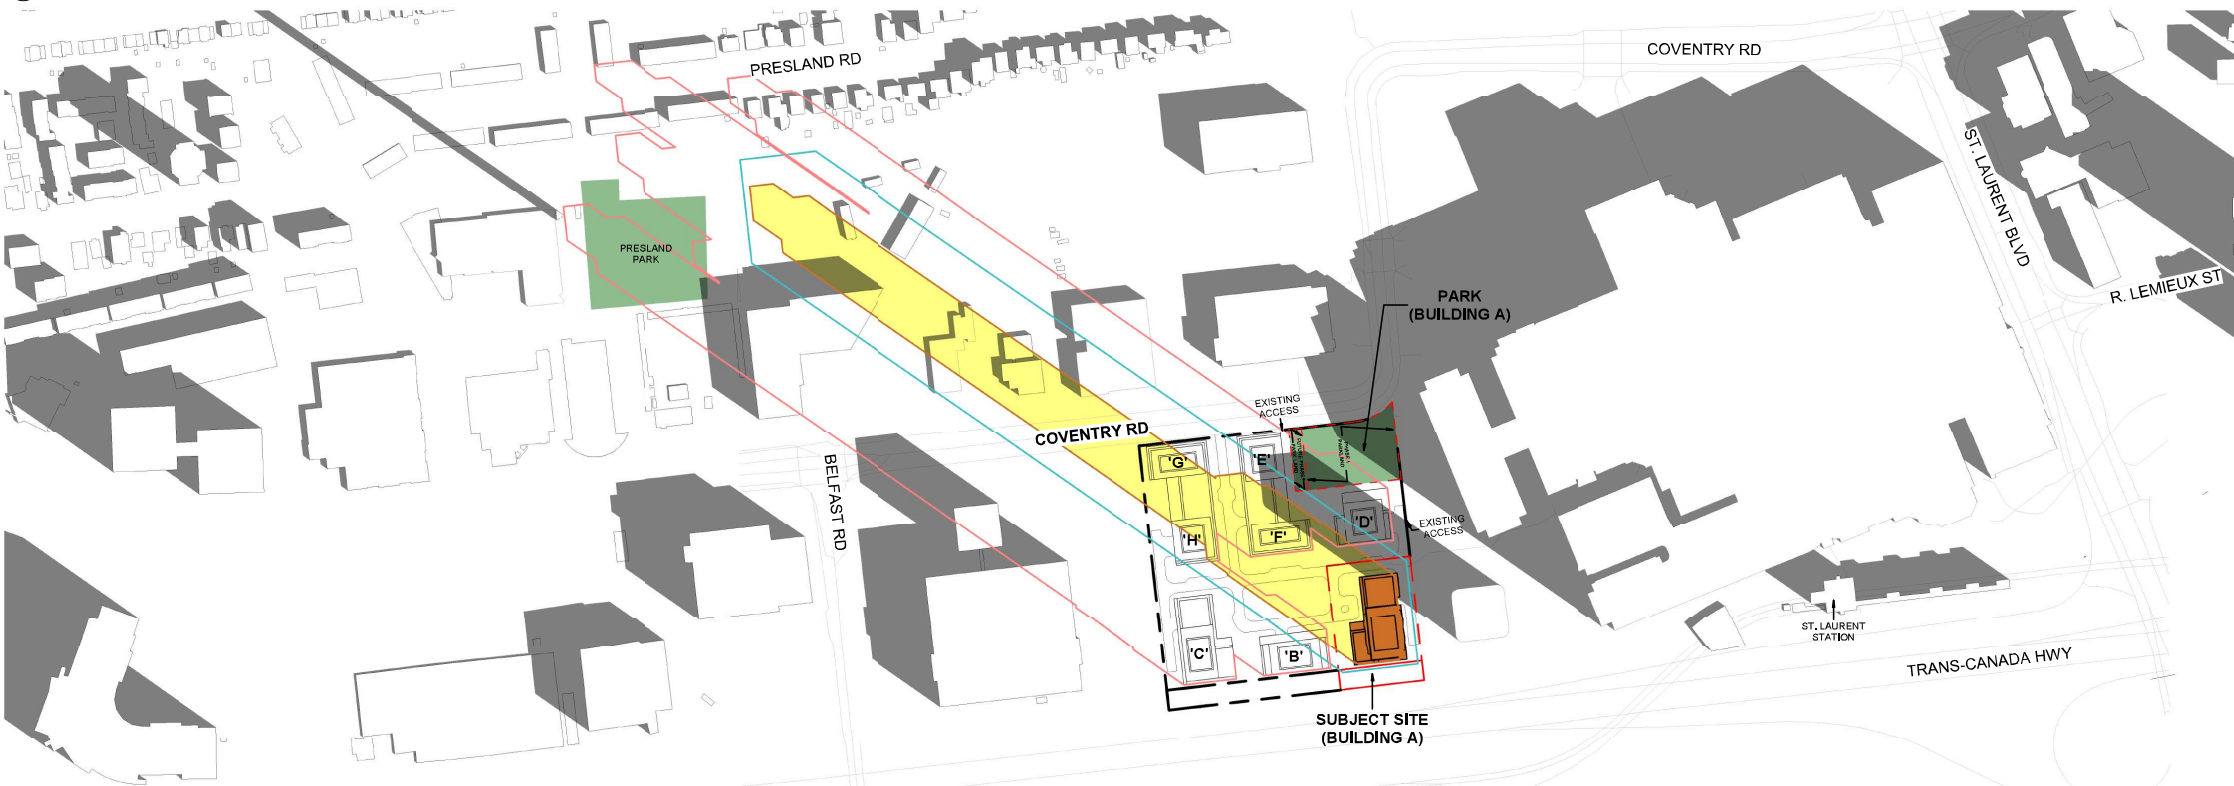 COVENTRY RD
PRESLAND RD
ST. LAURENT BLVD
PRESLAND
PARK
R. LEMIEUX ST
PARK
(BUILDING A)
EXISTING
ACCESS
COVENTRY RD
'G'
'E'
BELFAST RD
'D'
EXISTING
ACCESS
'H'
'F'
ST. LAURENT
STATION
'C'
'B'
TRANS-CANADA HWY
SUBJECT SITE
(BUILDING A)